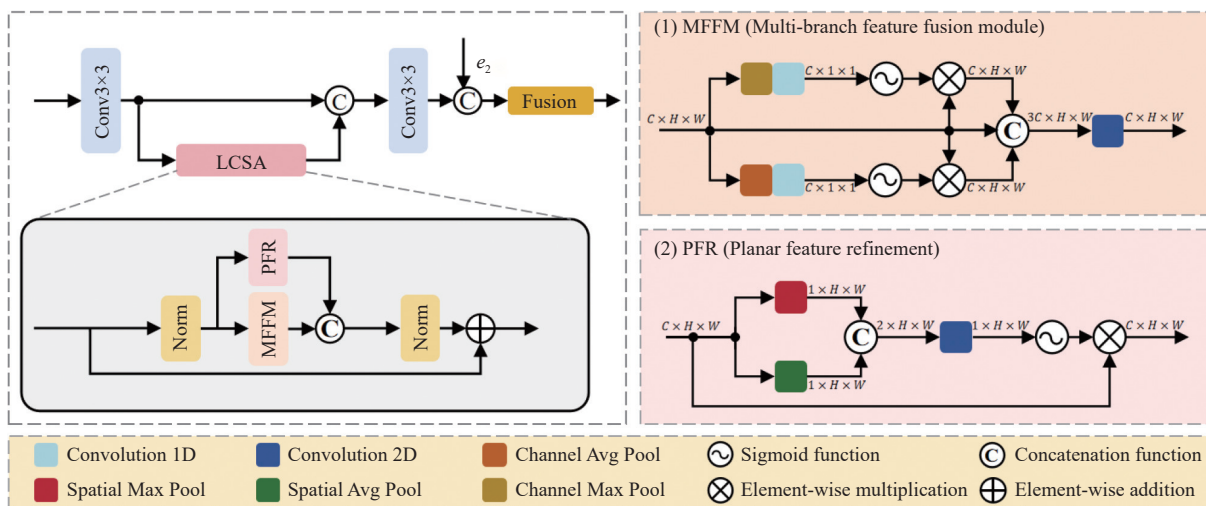 Conv3×3
LCSA
C
Conv3×3
e₂
C
Fusion
Norm
PFR
MFFM
C
Norm
(1) MFFM (Multi-branch feature fusion module)
C × H × W
C × 1 × 1
C × H × W
C × 1 × 1
C × H × W
C
3C × H × W
C × H × W
(2) PFR (Planar feature refinement)
C × H × W
1 × H × W
1 × H × W
C
2 × H × W
1 × H × W
C × H × W
Convolution 1D
Convolution 2D
Channel Avg Pool
Sigmoid function
C
Concatenation function
Spatial Max Pool
Spatial Avg Pool
Channel Max Pool
Element-wise multiplication
Element-wise addition